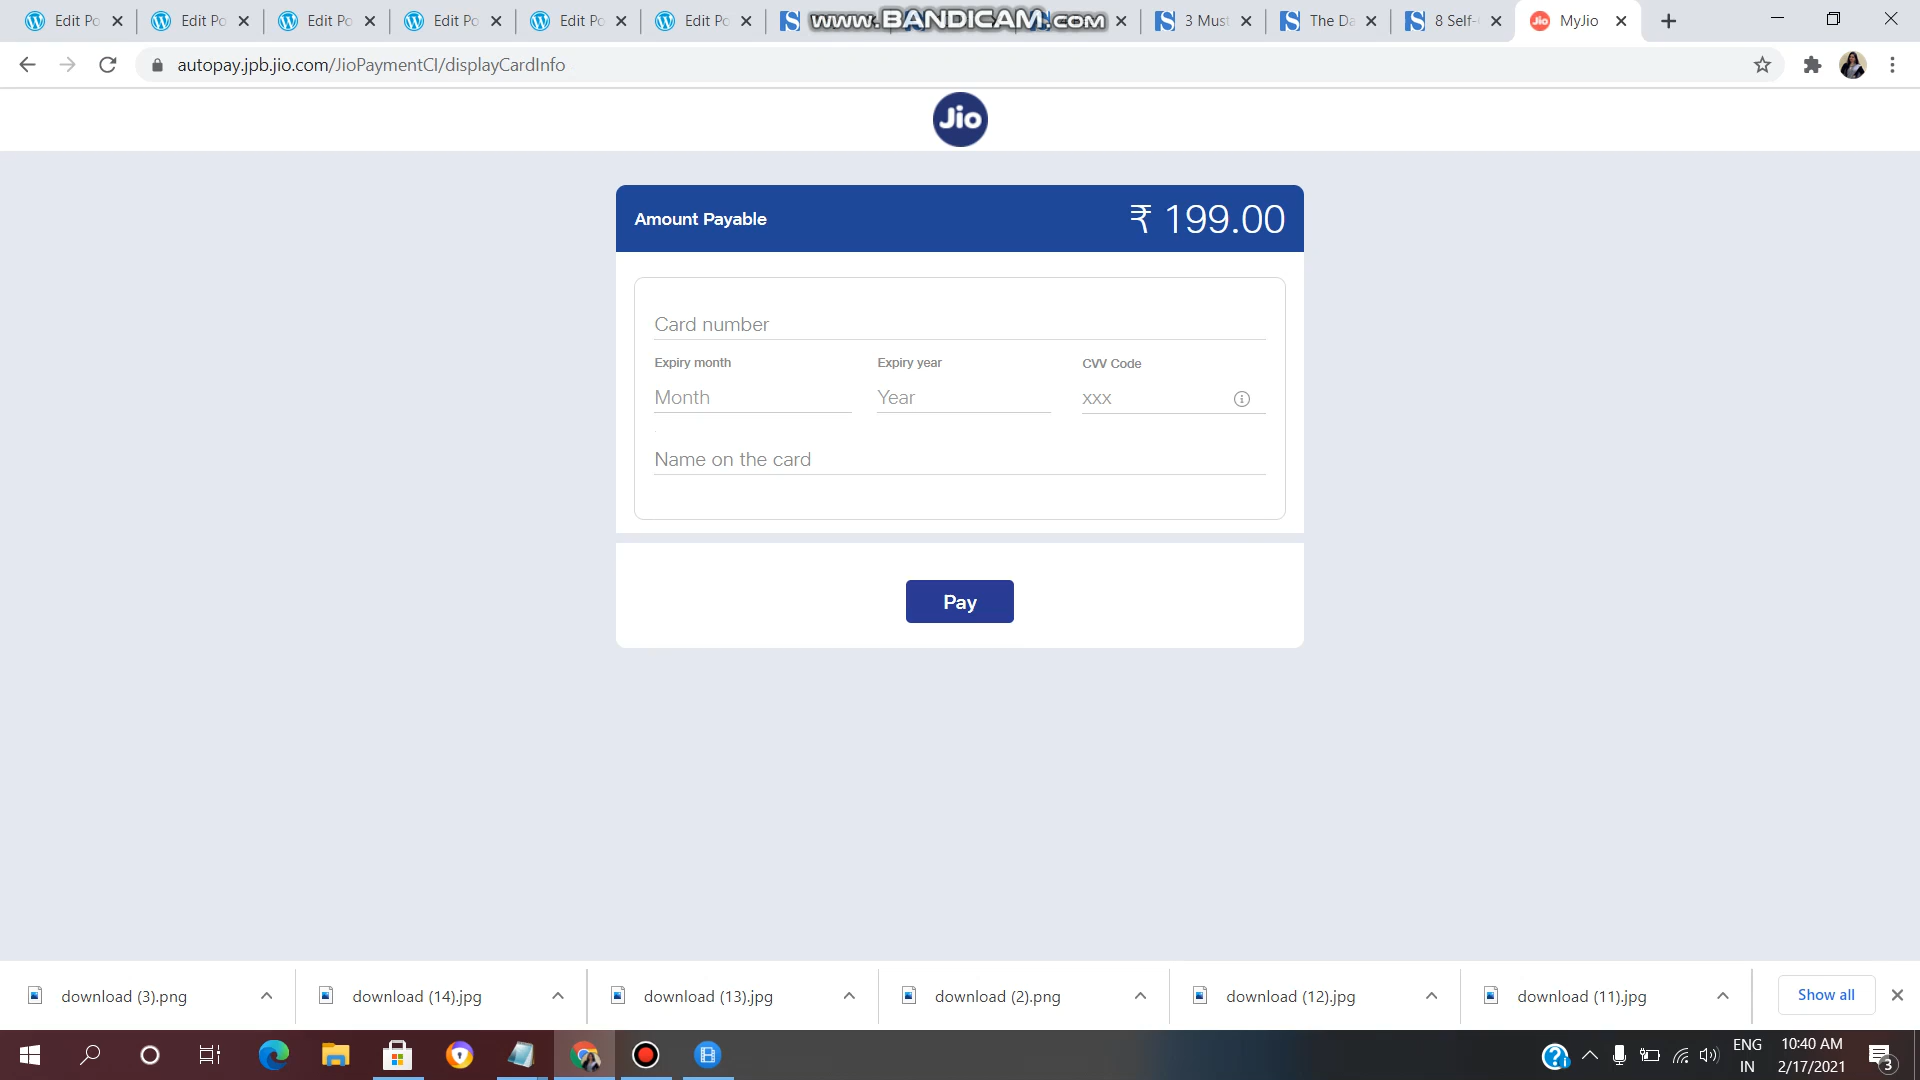 Edit Po Edit Po Edit Po Edit Po Edit Po Edit Po www.BANDICAM.com 3 Must The Da 8 Self- MyJio
autopay.jpb.jio.com/JioPaymentCI/displayCardInfo
Jio
Amount Payable ₹ 199.00
Card number
Expiry month Expiry year CVV Code
Month Year xxx
Name on the card
Pay
download (3).png download (14).jpg download (13).jpg download (2).png download (12).jpg download (11).jpg Show all
ENG 10:40 AM
IN 2/17/2021 3